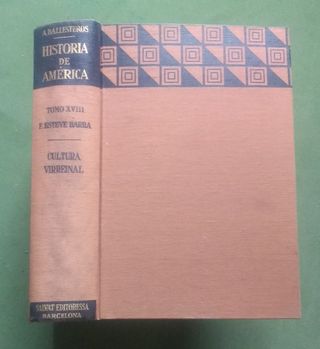 A. BALLESTEROS
HISTORIA
DE
AMÉRICA
TOMO XVIII
F. ESTEVE BARBA
CULTURA
VIRREINAL
SALVAT EDITORES S A
BARCELONA